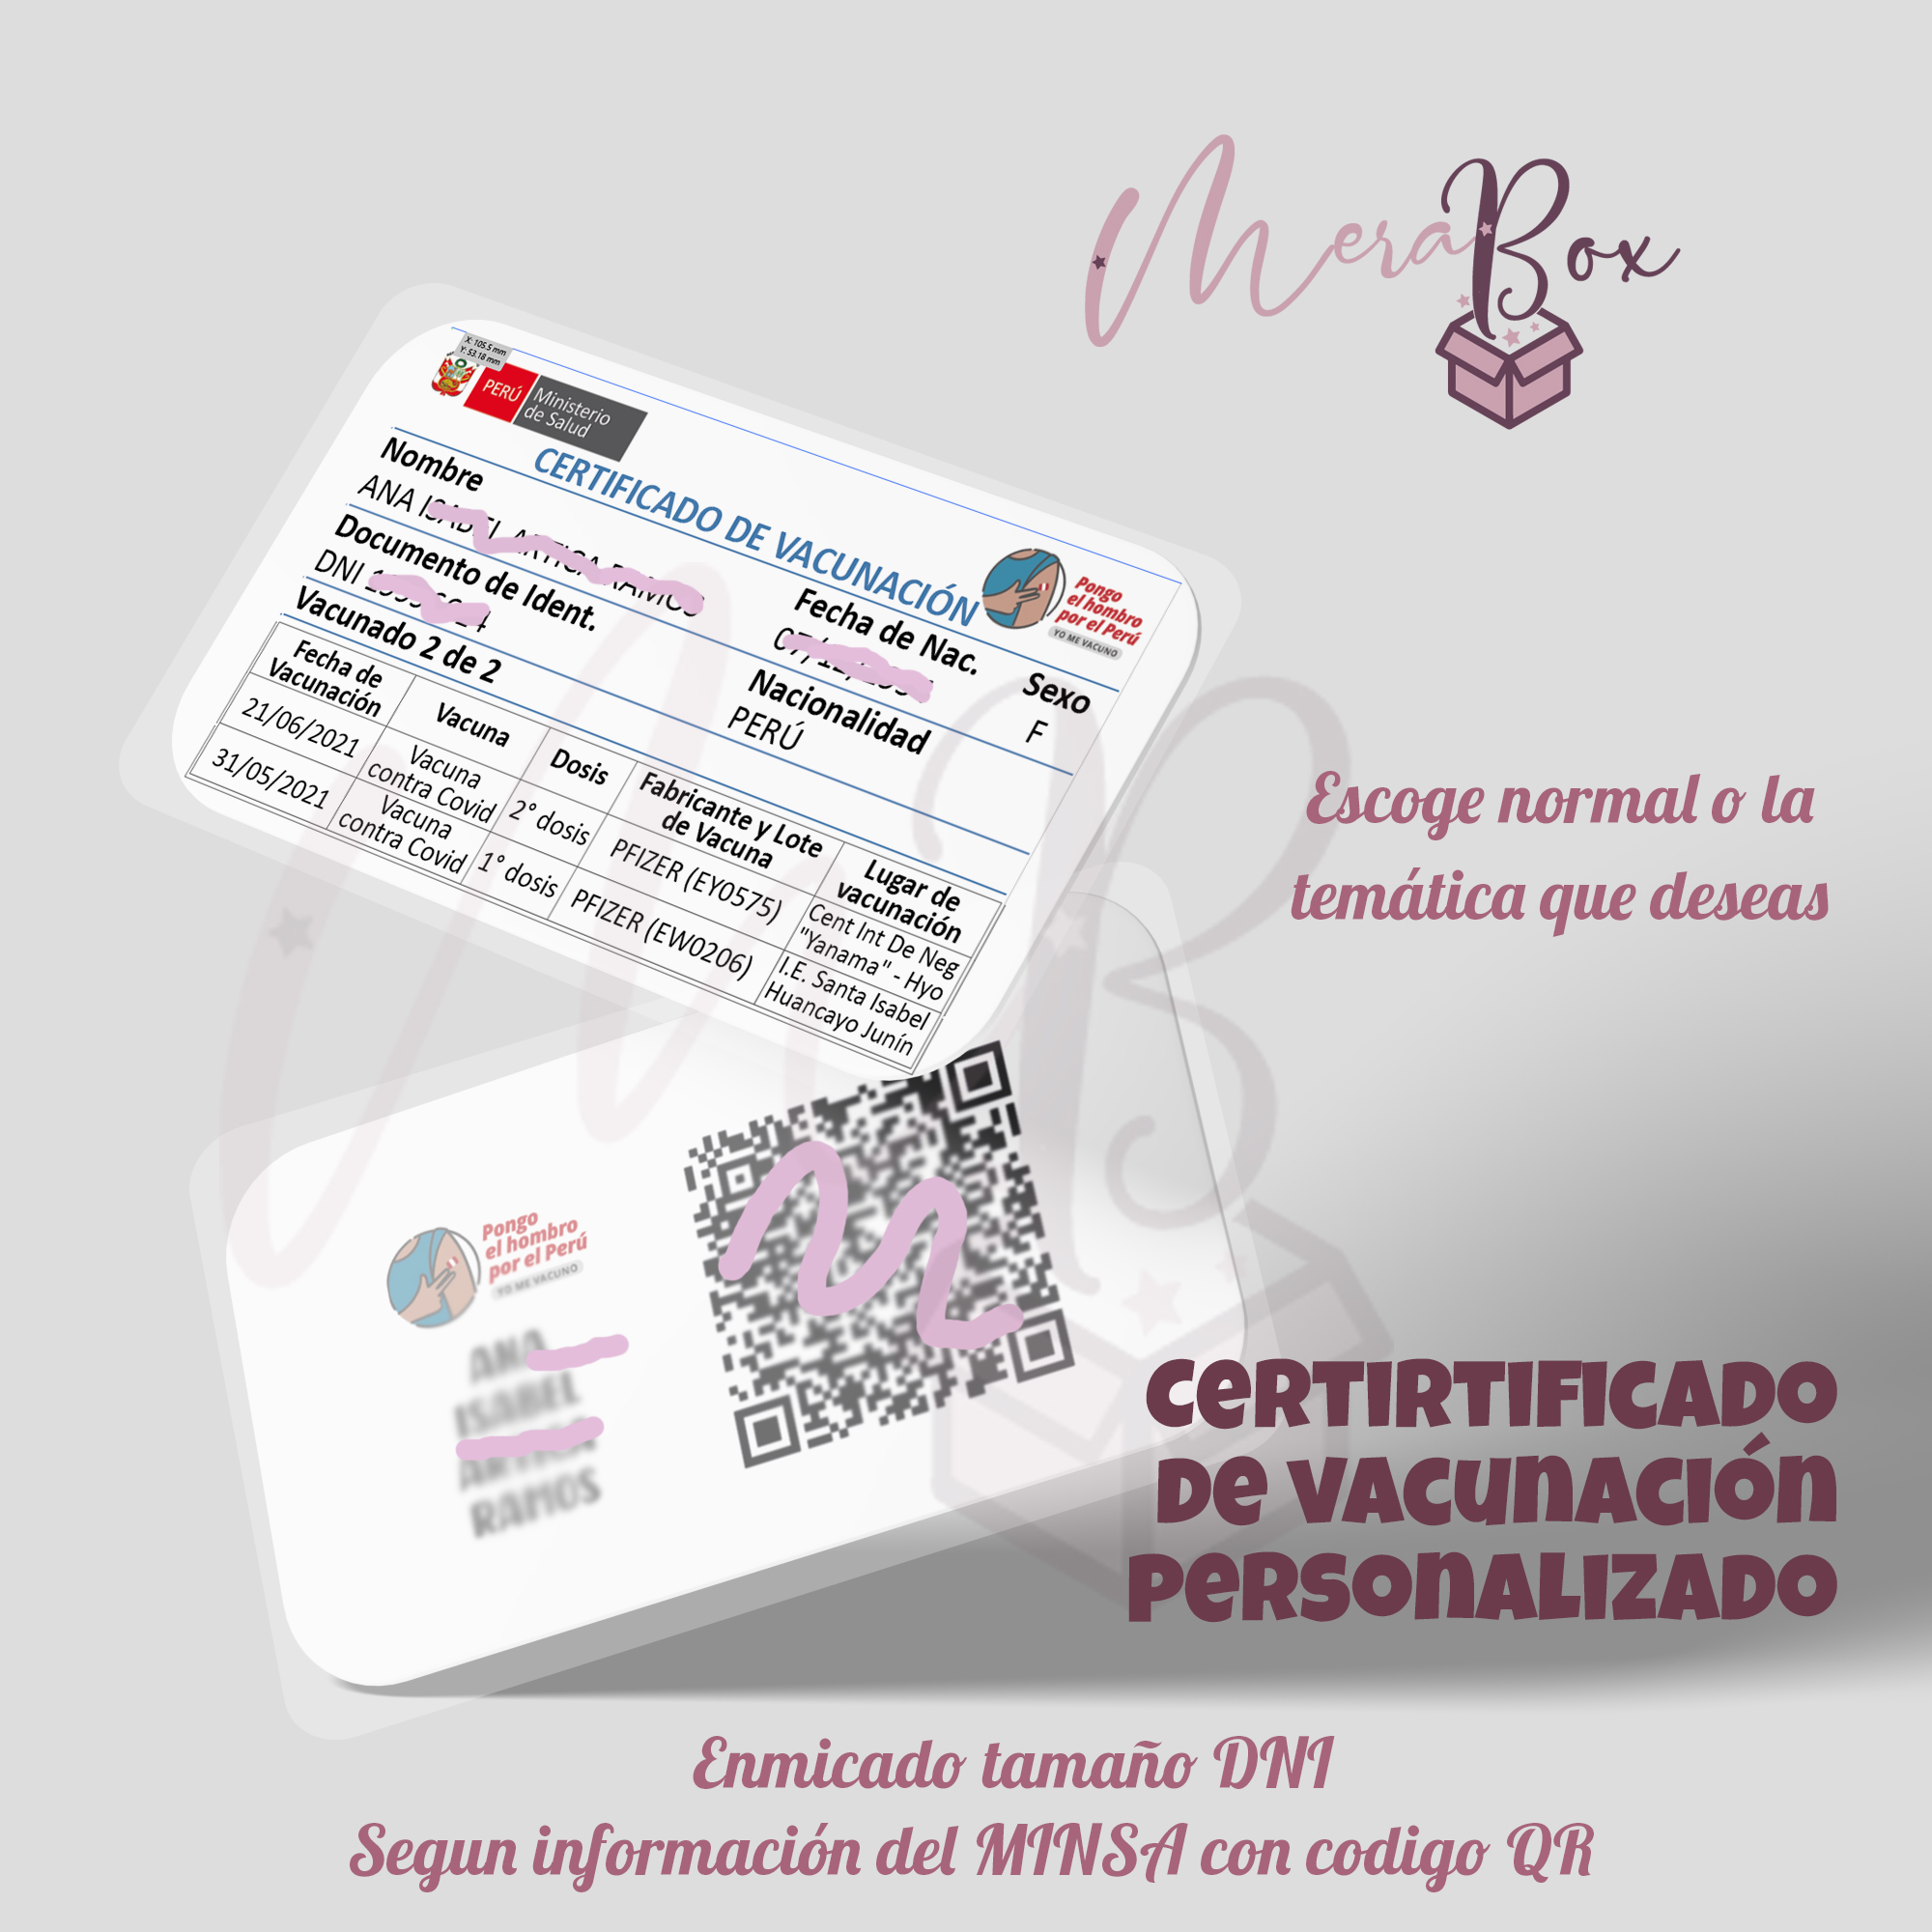 MeraBox
X: 105.5 mm
Y: 53.18 mm
PERÚ
Ministerio
de Salud
CERTIFICADO DE VACUNACIÓN
Pongo
el hombro
por el Perú
YO ME VACUNO
Nombre
ANA ISABEL ARTICA RAMOS
Fecha de Nac.
Sexo
F
Documento de Ident.
DNI
Nacionalidad
PERÚ
Vacunado 2 de 2
Fecha de
Vacunación
Vacuna
Dosis
Fabricante y Lote
de Vacuna
Lugar de
vacunación
21/06/2021
Vacuna
contra Covid
2° dosis
PFIZER (EY0575)
Cent Int De Neg
"Yanama" - Hyo
31/05/2021
Vacuna
contra Covid
1° dosis
PFIZER (EW0206)
I.E. Santa Isabel
Huancayo Junín
Escoge normal o la
temática que deseas
Pongo
el hombro
por el Perú
YO ME VACUNO
ANA
ISABEL
ARTICA
RAMOS
CERTIRTIFICADO
DE VACUNACIÓN
PERSONALIZADO
Enmicado tamaño DNI
Segun información del MINSA con codigo QR